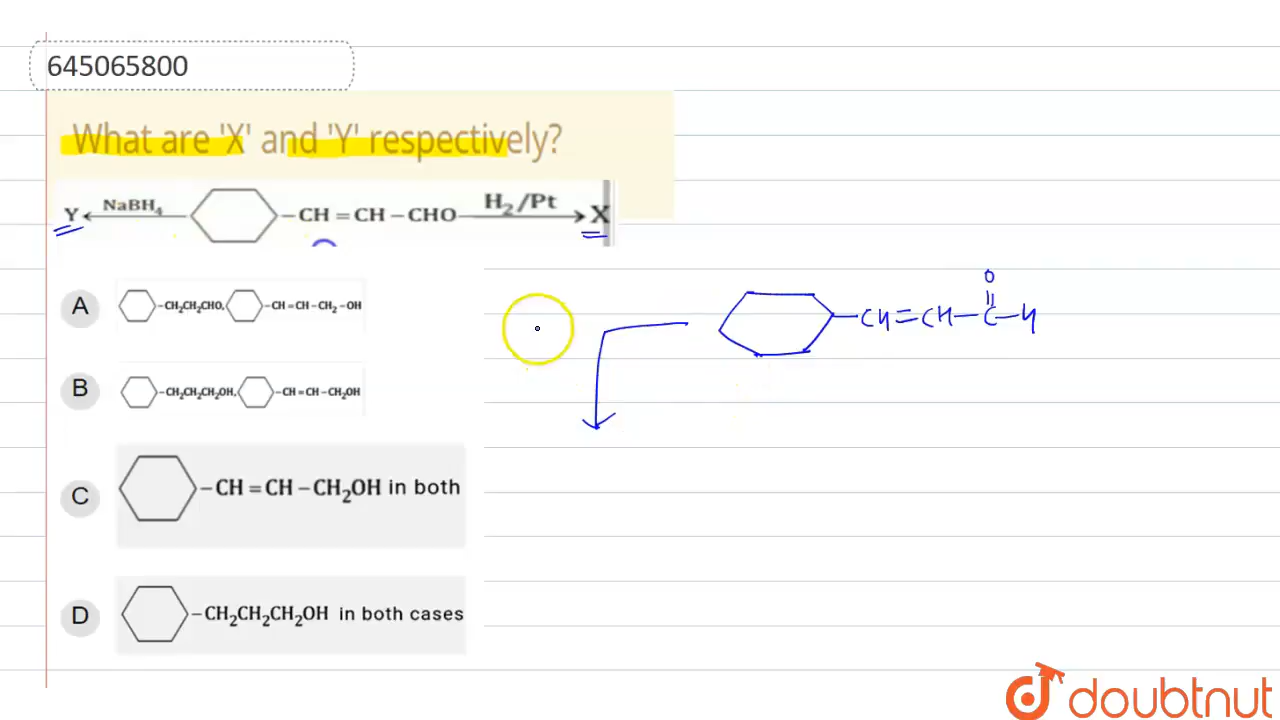 645065800
What are 'X' and 'Y' respectively?
Y NaBH4 -CH=CH-CHO H2/Pt X
A -CH2CH2CHO, -CH=CH-CH2-OH
B -CH2CH2CH2OH, -CH=CH-CH2OH
C -CH=CH-CH2OH in both
D -CH2CH2CH2OH in both cases
O
CH=CH-C-H
doubtnut